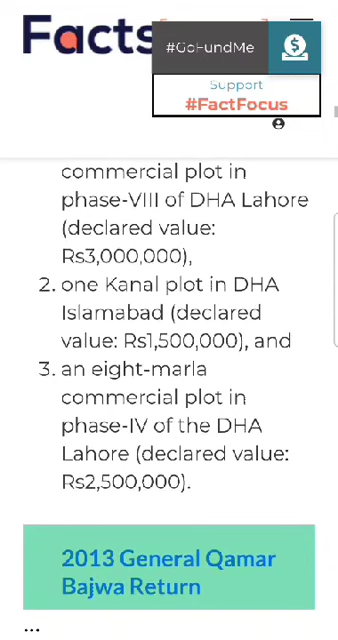 Facts
#GoFundMe
Support
#FactFocus
commercial plot in
phase-VIII of DHA Lahore
(declared value:
Rs3,000,000),
2. one Kanal plot in DHA
Islamabad (declared
value: Rs1,500,000), and
3. an eight-marla
commercial plot in
phase-IV of the DHA
Lahore (declared value:
Rs2,500,000).
2013 General Qamar
Bajwa Return
...